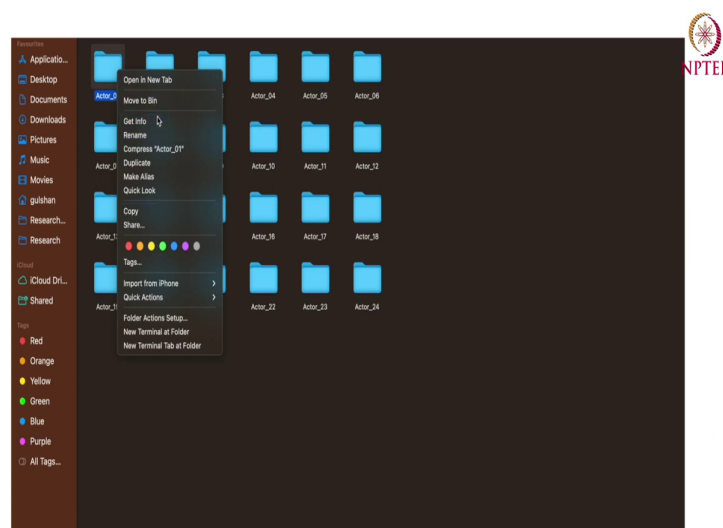 NPTEL
Favourites
Applicatio...
Desktop
Documents
Downloads
Pictures
Music
Movies
gulshan
Research...
Research
iCloud
iCloud Dri...
Shared
Tags
Red
Orange
Yellow
Green
Blue
Purple
All Tags...
Actor_04
Actor_05
Actor_06
Actor_10
Actor_11
Actor_12
Actor_16
Actor_17
Actor_18
Actor_22
Actor_23
Actor_24
Open in New Tab
Move to Bin
Get Info
Rename
Compress "Actor_01"
Duplicate
Make Alias
Quick Look
Copy
Share...
Tags...
Import from iPhone
Quick Actions
Folder Actions Setup...
New Terminal at Folder
New Terminal Tab at Folder